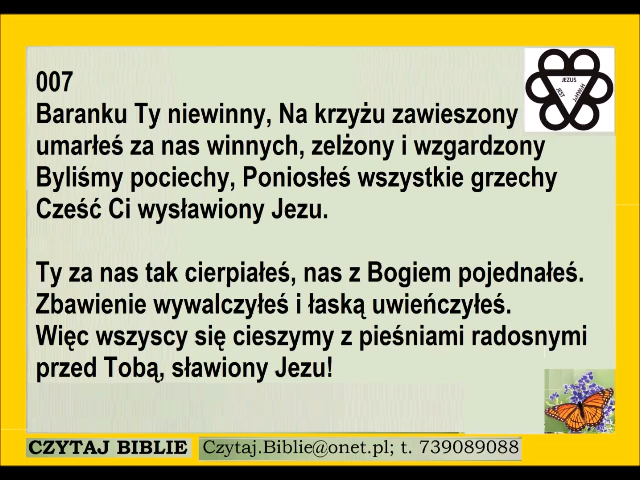 007
Baranku Ty niewinny, Na krzyżu zawieszony
umarłeś za nas winnych, zelżony i wzgardzony
Byliśmy pociechy, Poniosłeś wszystkie grzechy
Cześć Ci wysławiony Jezu.
Ty za nas tak cierpiałeś, nas z Bogiem pojednałeś.
Zbawienie wywalczyłeś i łaską uwieńczyłeś.
Więc wszyscy się cieszymy z pieśniami radosnymi
przed Tobą, sławiony Jezu!
JEZUS
JEST
CZYTAJ BIBLIE Czytaj.Biblie@onet.pl; t. 739089088